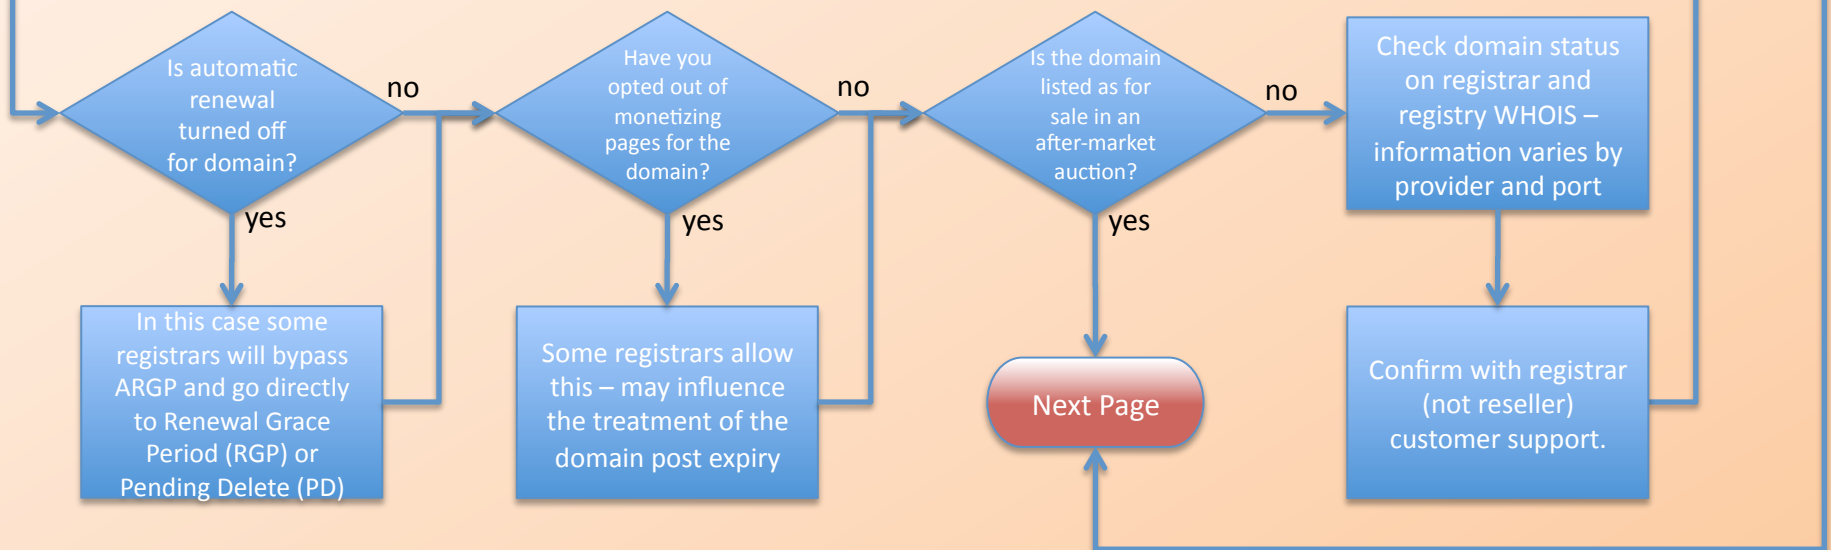 Is automatic
renewal
turned off
for domain?
no
yes
In this case some
registrars will bypass
ARGP and go directly
to Renewal Grace
Period (RGP) or
Pending Delete (PD)
Have you
opted out of
monetizing
pages for the
domain?
no
yes
Some registrars allow
this – may influence
the treatment of the
domain post expiry
Is the domain
listed as for
sale in an
after-market
auction?
no
yes
Next Page
Check domain status
on registrar and
registry WHOIS –
information varies by
provider and port
Confirm with registrar
(not reseller)
customer support.